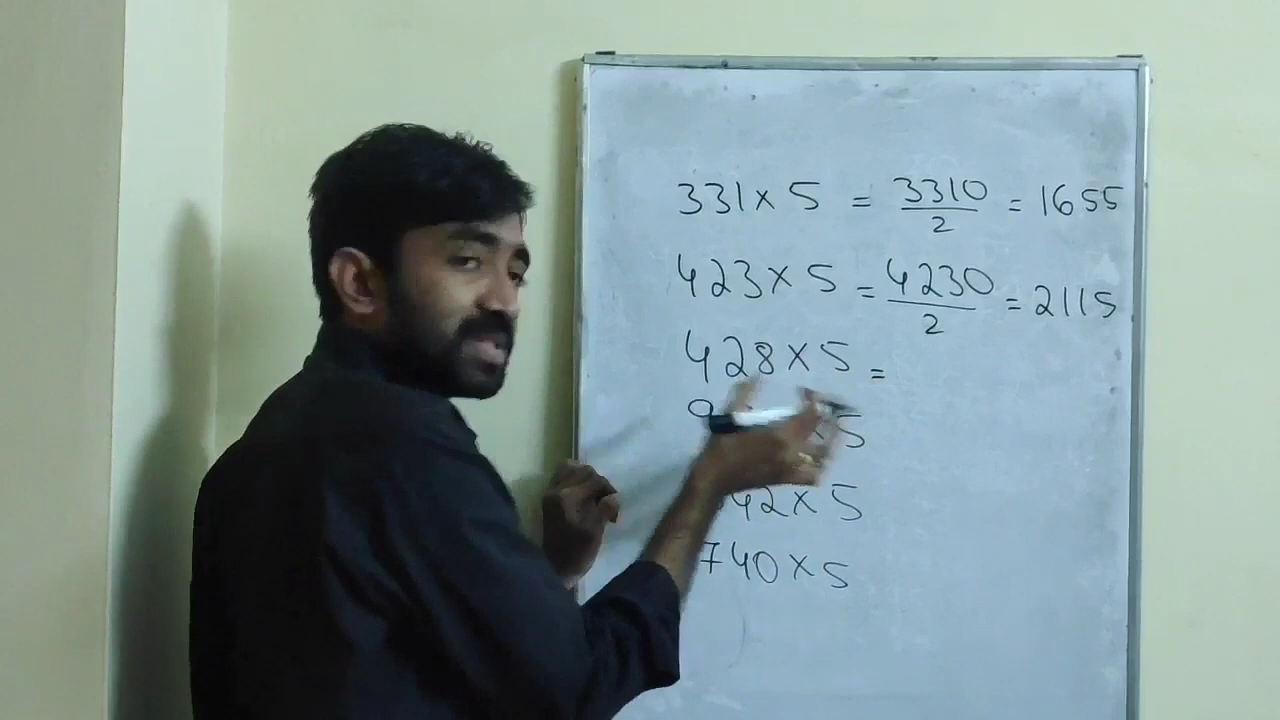 331 × 5 = 3310/2 = 1655
423 × 5 = 4230/2 = 2115
428 × 5 =
× 5
42 × 5
740 × 5